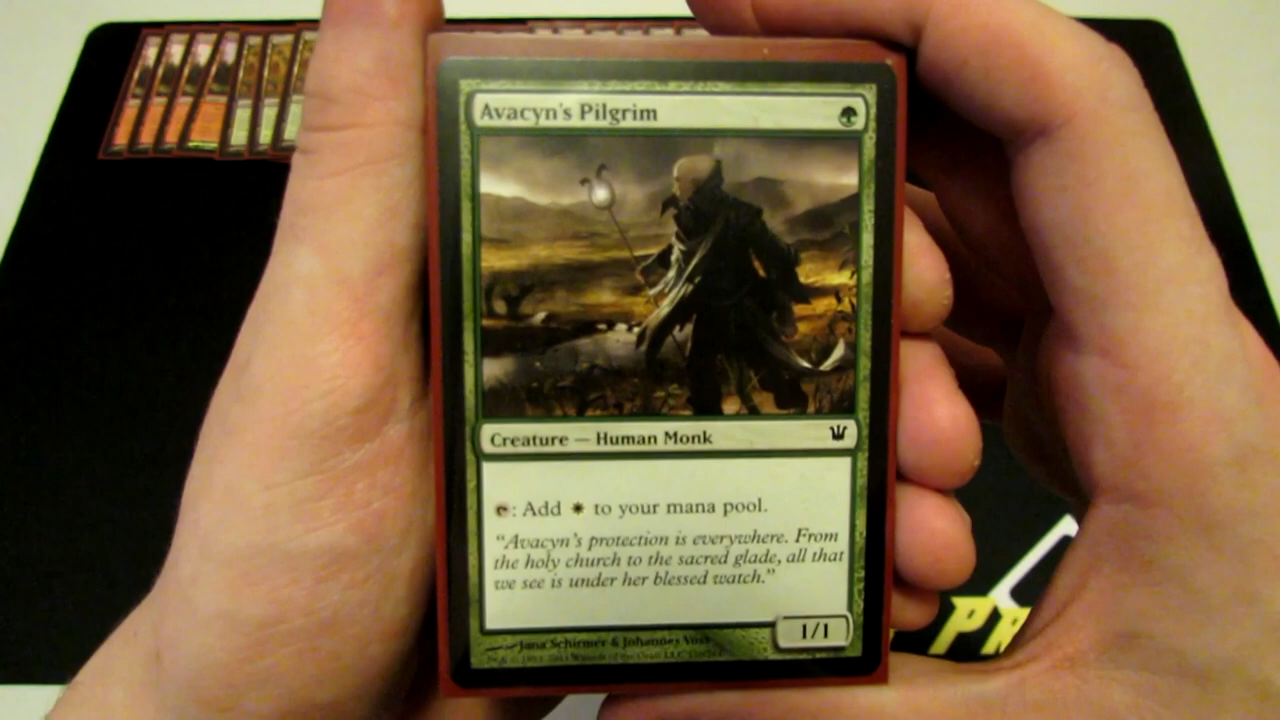 Avacyn's Pilgrim
Creature — Human Monk
: Add to your mana pool.
"Avacyn's protection is everywhere. From
the holy church to the sacred glade, all that
we see is under her blessed watch."
1/1
Jana Schirmer & Johannes Voss
PR